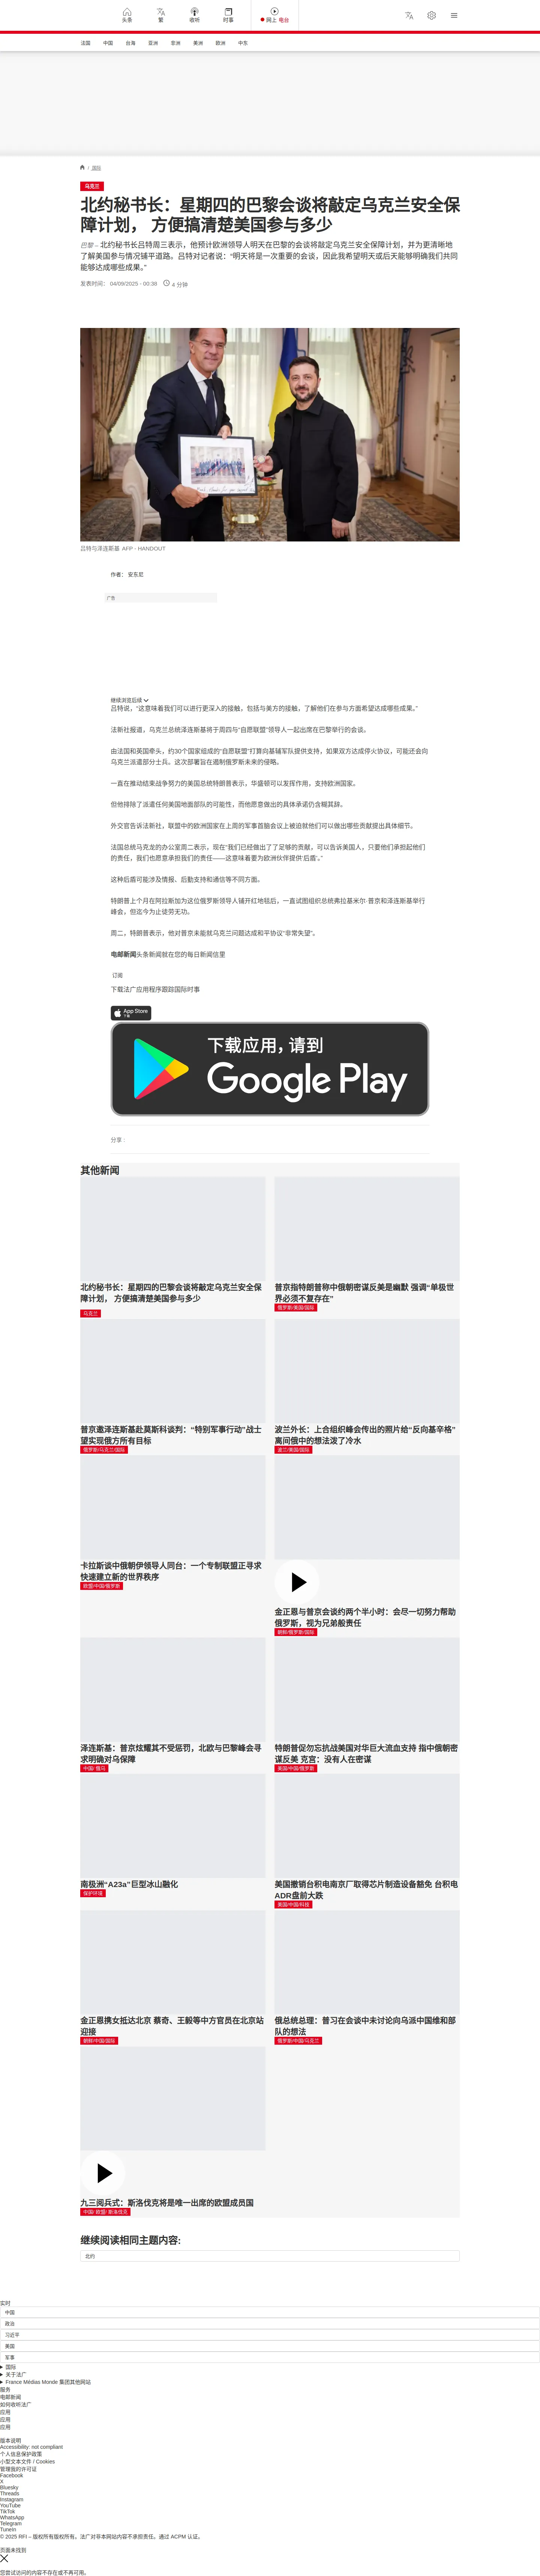 头条
繁
收听
时事
网上 电台
法国
中国
台海
亚洲
非洲
美洲
欧洲
中东
/ 国际
乌克兰
北约秘书长：星期四的巴黎会谈将敲定乌克兰安全保
障计划， 方便搞清楚美国参与多少
巴黎 – 北约秘书长吕特周三表示，他预计欧洲领导人明天在巴黎的会谈将敲定乌克兰安全保障计划，并为更清晰地
了解美国参与情况铺平道路。吕特对记者说：“明天将是一次重要的会谈，因此我希望明天或后天能够明确我们共同
能够达成哪些成果。”
发表时间： 04/09/2025 - 00:38
4 分钟
吕特与泽连斯基 AFP - HANDOUT
作者： 安东尼
广告
继续浏览后续
吕特说，“这意味着我们可以进行更深入的接触，包括与美方的接触，了解他们在参与方面希望达成哪些成果。”
法新社报道，乌克兰总统泽连斯基将于周四与“自愿联盟”领导人一起出席在巴黎举行的会谈。
由法国和英国牵头，约30个国家组成的“自愿联盟”打算向基辅军队提供支持，如果双方达成停火协议，可能还会向
乌克兰派遣部分士兵。这次部署旨在遏制俄罗斯未来的侵略。
一直在推动结束战争努力的美国总统特朗普表示，华盛顿可以发挥作用，支持欧洲国家。
但他排除了派遣任何美国地面部队的可能性，而他愿意做出的具体承诺仍含糊其辞。
外交官告诉法新社，联盟中的欧洲国家在上周的军事首脑会议上被迫就他们可以做出哪些贡献提出具体细节。
法国总统马克龙的办公室周二表示，现在“我们已经做出了了足够的贡献，可以告诉美国人，只要他们承担起他们
的责任，我们也愿意承担我们的责任——这意味着要为欧洲伙伴提供‘后盾’。”
这种后盾可能涉及情报、后勤支持和通信等不同方面。
特朗普上个月在阿拉斯加为这位俄罗斯领导人铺开红地毯后，一直试图组织总统弗拉基米尔·普京和泽连斯基举行
峰会，但迄今为止徒劳无功。
周二，特朗普表示，他对普京未能就乌克兰问题达成和平协议“非常失望”。
电邮新闻头条新闻就在您的每日新闻信里
订阅
下载法广应用程序跟踪国际时事
App Store
下载
下载应用，请到
Google Play
分享 :
其他新闻
北约秘书长：星期四的巴黎会谈将敲定乌克兰安全保
障计划， 方便搞清楚美国参与多少
乌克兰
普京指特朗普称中俄朝密谋反美是幽默 强调“单极世
界必须不复存在”
俄罗斯/美国/国际
普京邀泽连斯基赴莫斯科谈判：“特别军事行动”战士
望实现俄方所有目标
俄罗斯/乌克兰/国际
波兰外长：上合组织峰会传出的照片给“反向基辛格”
离间俄中的想法泼了冷水
波兰/美国/国际
卡拉斯谈中俄朝伊领导人同台：一个专制联盟正寻求
快速建立新的世界秩序
欧盟/中国/俄罗斯
金正恩与普京会谈约两个半小时：会尽一切努力帮助
俄罗斯，视为兄弟般责任
朝鲜/俄罗斯/国际
泽连斯基：普京炫耀其不受惩罚，北欧与巴黎峰会寻
求明确对乌保障
中国/ 俄乌
特朗普促勿忘抗战美国对华巨大流血支持 指中俄朝密
谋反美 克宫：没有人在密谋
美国/中国/俄罗斯
南极洲“A23a”巨型冰山融化
保护环境
美国撤销台积电南京厂取得芯片制造设备豁免 台积电
ADR盘前大跌
美国/中国/科技
金正恩携女抵达北京 蔡奇、王毅等中方官员在北京站
迎接
朝鲜/中国/国际
俄总统总理：普习在会谈中未讨论向乌派中国维和部
队的想法
俄罗斯/中国/乌克兰
九三阅兵式：斯洛伐克将是唯一出席的欧盟成员国
中国/ 欧盟/ 斯洛伐克
继续阅读相同主题内容:
北约
实时
中国
政治
习近平
美国
军事
国际
关于法广
France Médias Monde 集团其他网站
服务
电邮新闻
如何收听法广
应用
应用
应用
版本说明
Accessibility: not compliant
个人信息保护政策
小型文本文件 / Cookies
管理我的许可证
Facebook
X
Bluesky
Threads
Instagram
YouTube
TikTok
WhatsApp
Telegram
TuneIn
© 2025 RFI – 版权所有版权所有。法广对非本网站内容不承担责任。通过 ACPM 认证。
页面未找到
您尝试访问的内容不存在或不再可用。